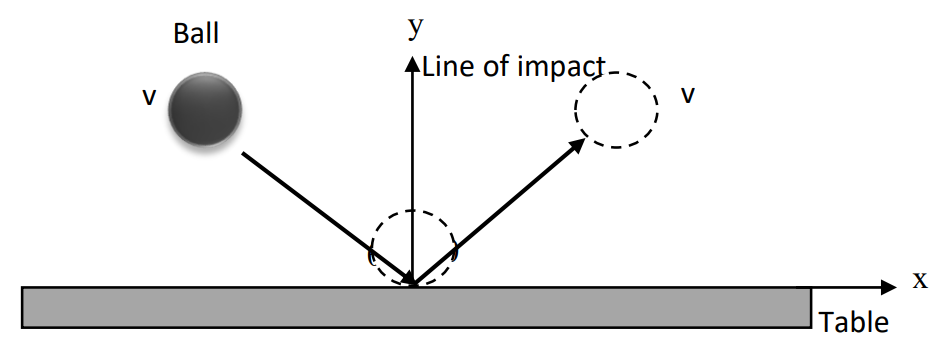 Ball
y
Line of impact
v
v
x
Table